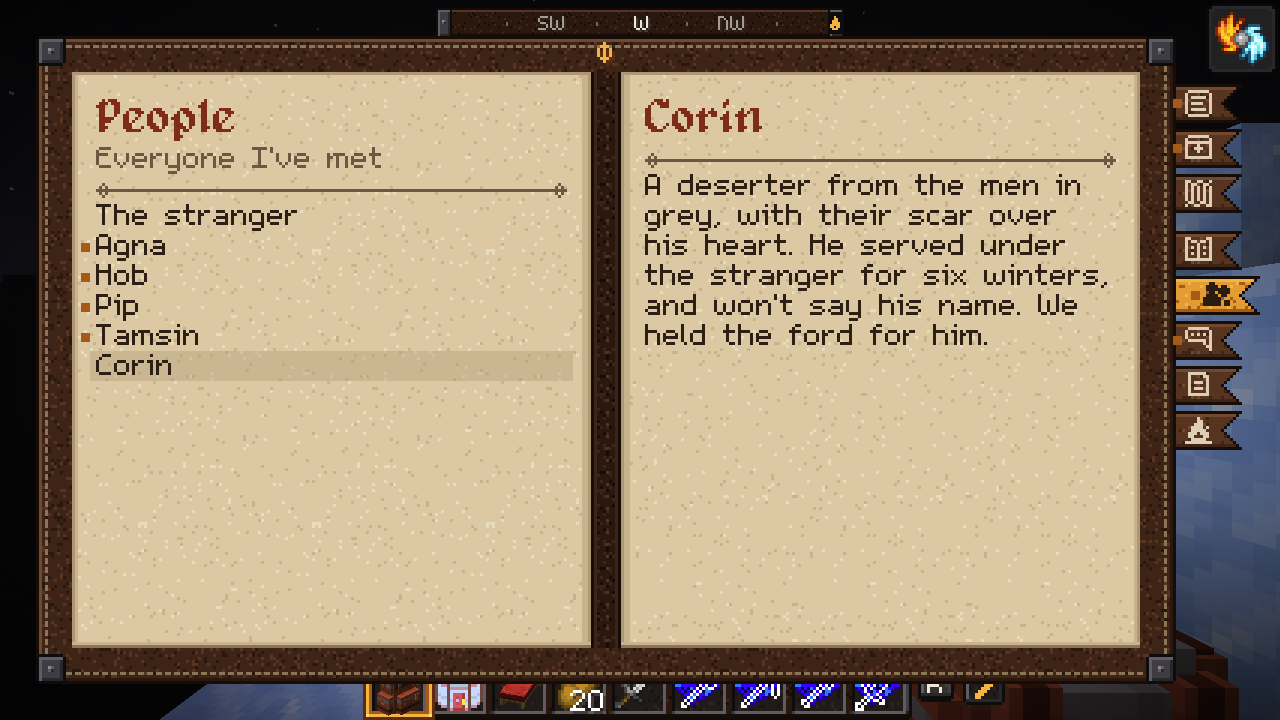 SW W NW
People
Everyone I've met
The stranger
Agna
Hob
Pip
Tamsin
Corin
Corin
A deserter from the men in
grey, with their scar over
his heart. He served under
the stranger for six winters,
and won't say his name. We
held the ford for him.
20